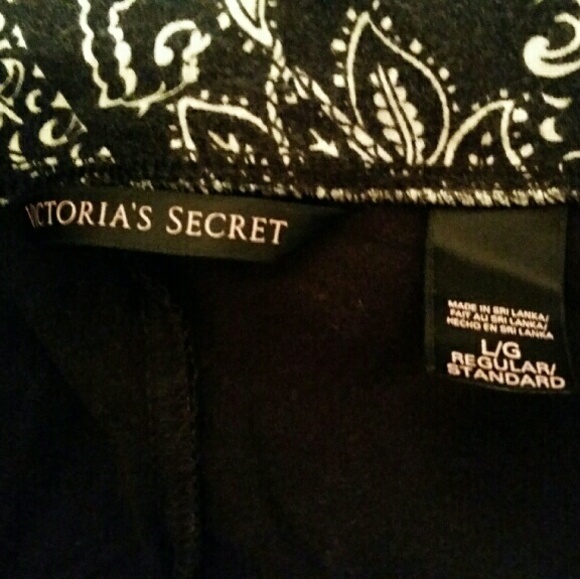 VICTORIA'S SECRET
MADE IN SRI LANKA/
FAIT AU SRI LANKA/
HECHO EN SRI LANKA
L/G
REGULAR/
STANDARD